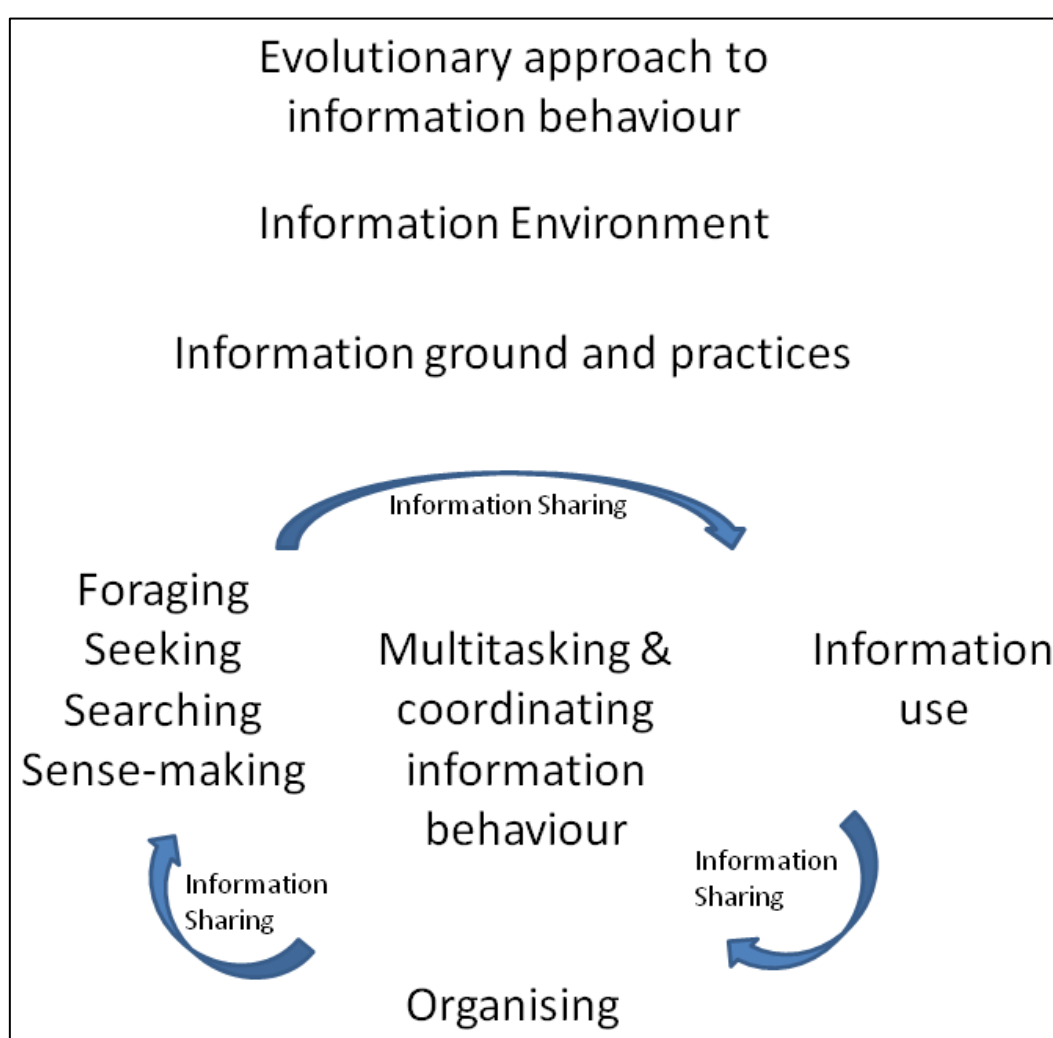 Evolutionary approach to
information behaviour
Information Environment
Information ground and practices
Information Sharing
Foraging
Seeking
Searching
Sense-making
Multitasking &
coordinating
information
behaviour
Information
use
Information
Sharing
Information
Sharing
Organising